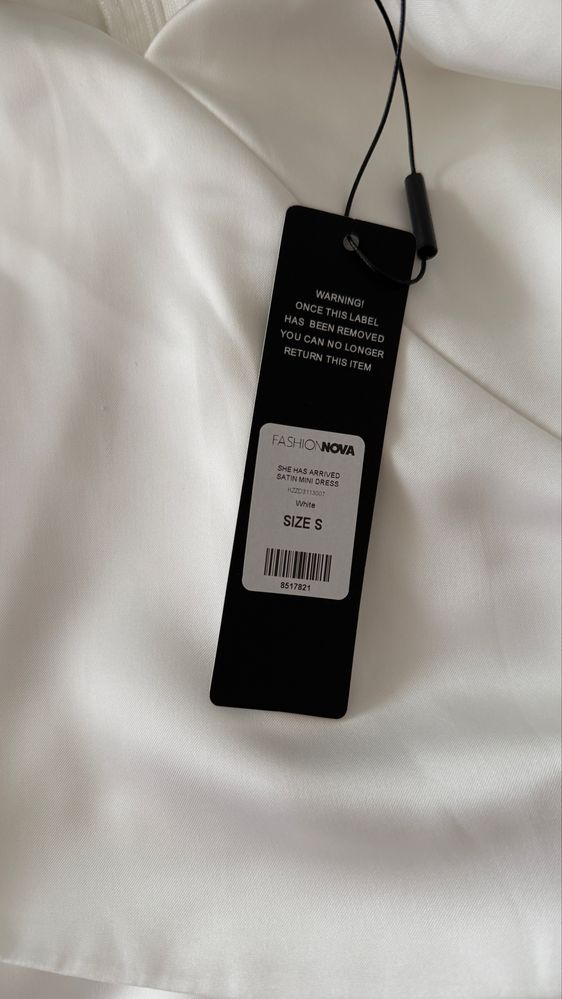 WARNING!
ONCE THIS LABEL
HAS BEEN REMOVED
YOU CAN NO LONGER
RETURN THIS ITEM
FASHIONNOVA
SHE HAS ARRIVED
SATIN MINI DRESS
HZZD3113007
White
SIZE S
8517821